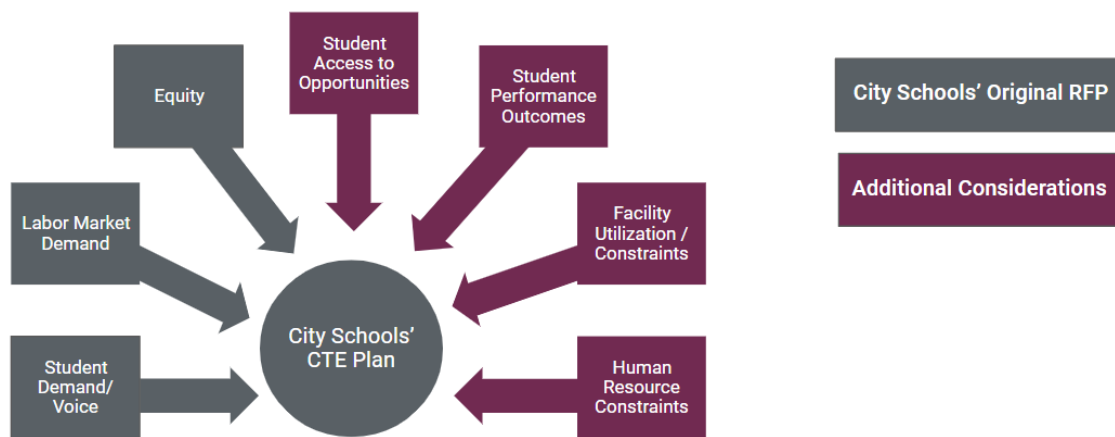 Student
Access to
Opportunities
Equity
Student
Performance
Outcomes
City Schools' Original RFP
Additional Considerations
Labor Market
Demand
Facility
Utilization /
Constraints
City Schools'
CTE Plan
Student
Demand/
Voice
Human
Resource
Constraints